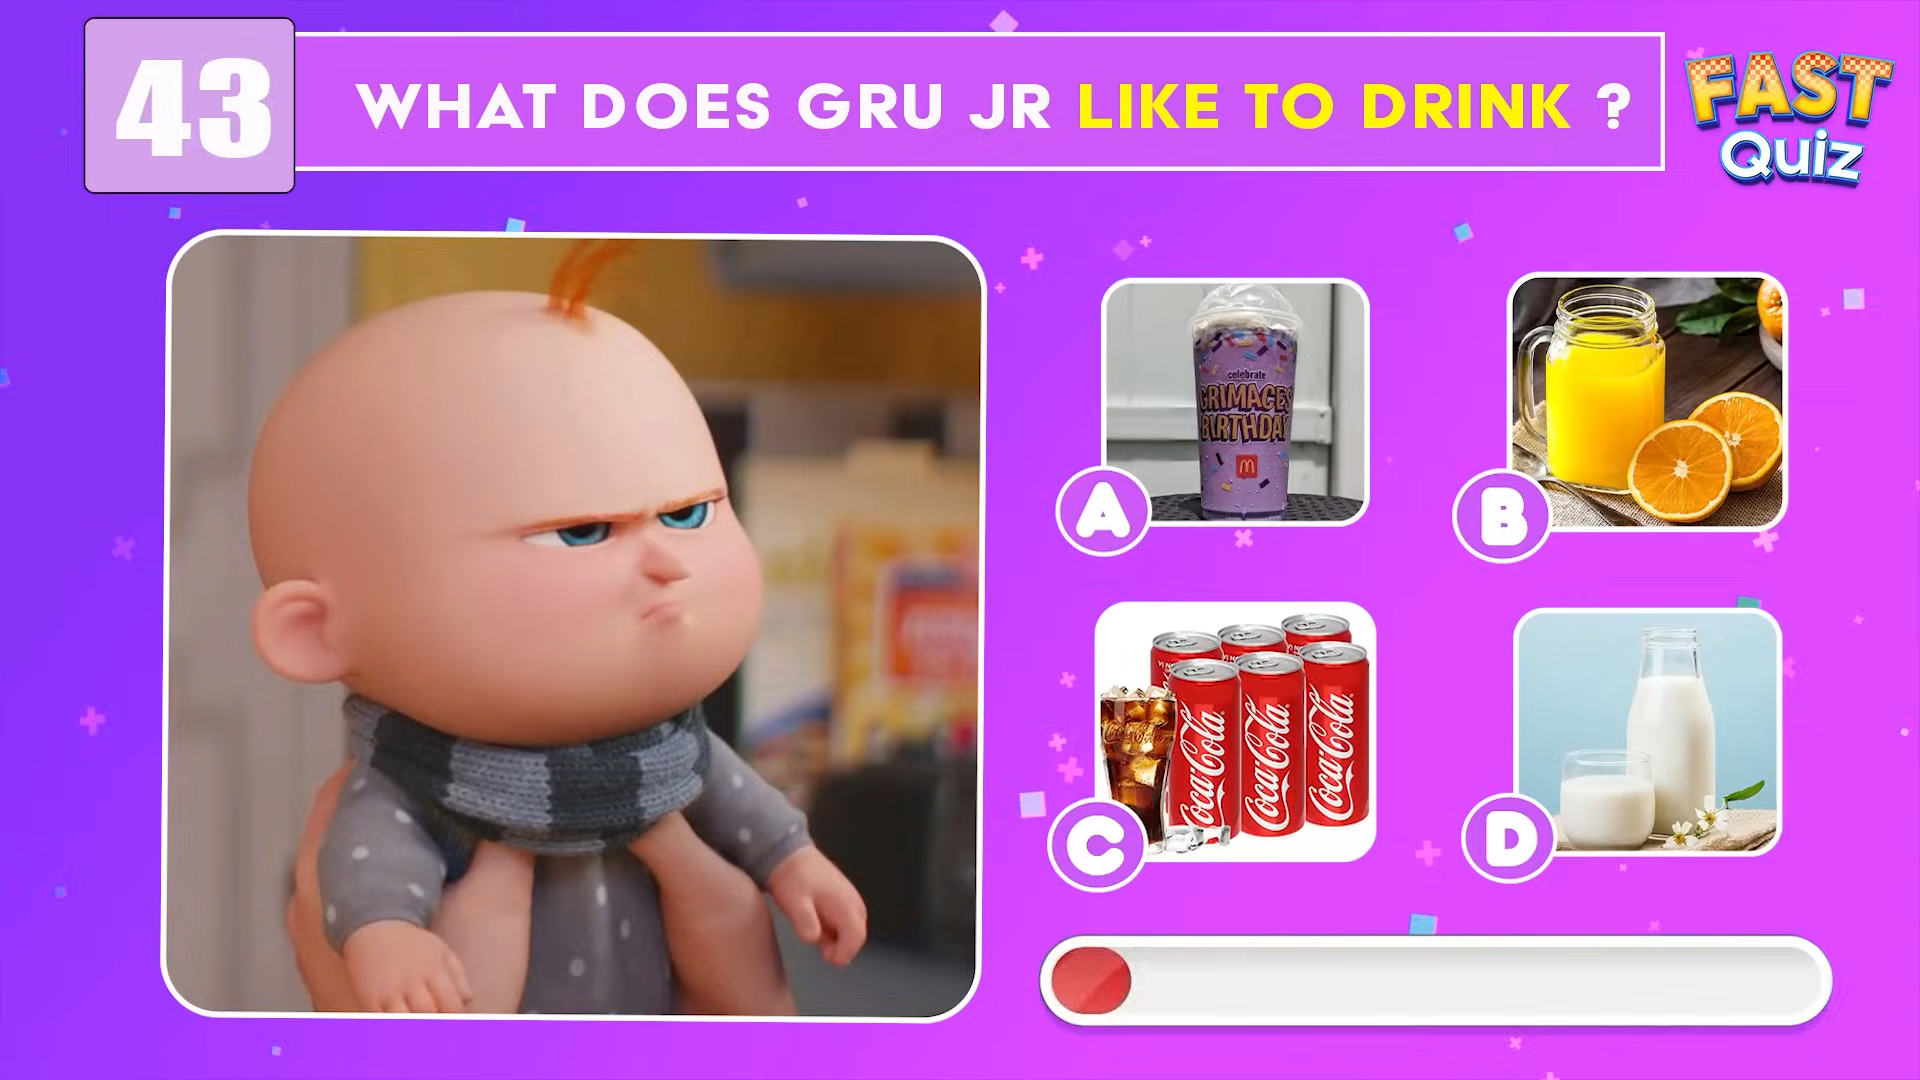 43
WHAT DOES GRU JR LIKE TO DRINK ?
FAST
Quiz
celebrate
GRIMACE'S
BIRTHDAY
A
B
Coca-Cola
Coca-Cola
Coca-Cola
C
D